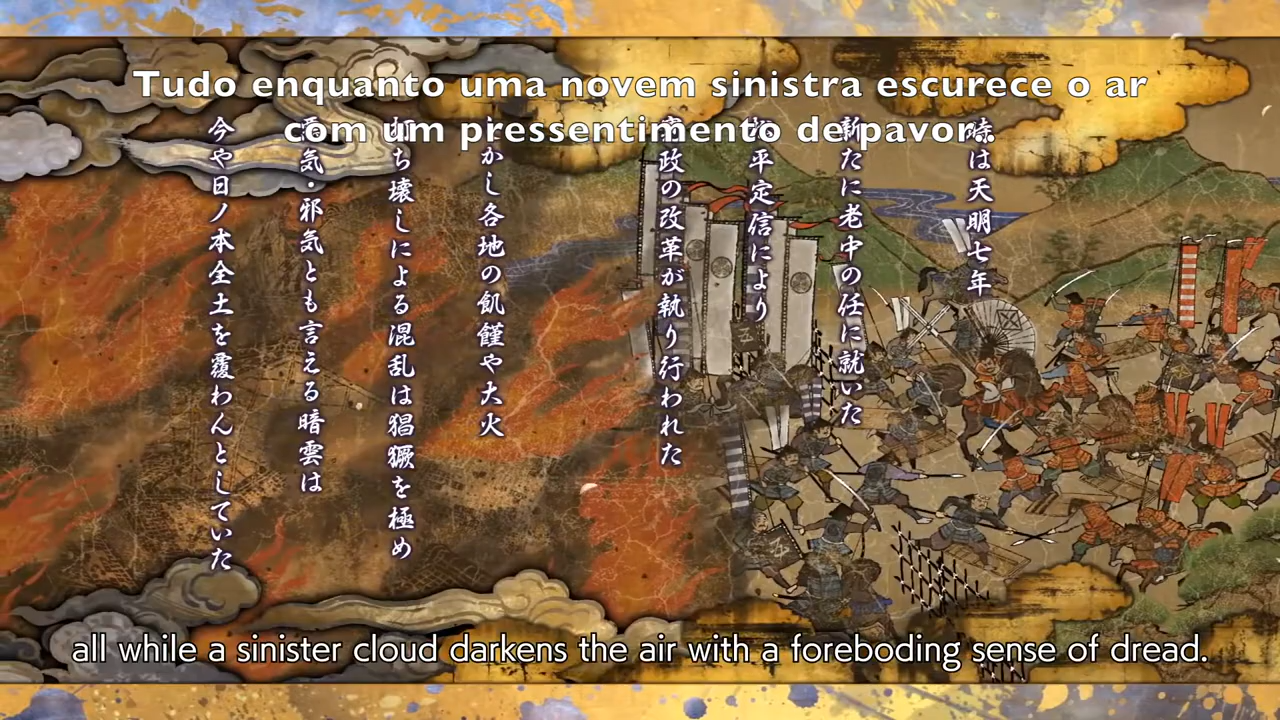 Tudo enquanto uma novem sinistra escurece o ar
com um pressentimento de pavor.
時は天明七年
新たに老中の任に就いた
松平定信により
寛政の改革が執り行われた
しかし各地の飢饉や大火
打ち壊しによる混乱は猖獗を極め
気・邪気とも言える暗雲は
今や日ノ本全土を覆わんとしていた
all while a sinister cloud darkens the air with a foreboding sense of dread.